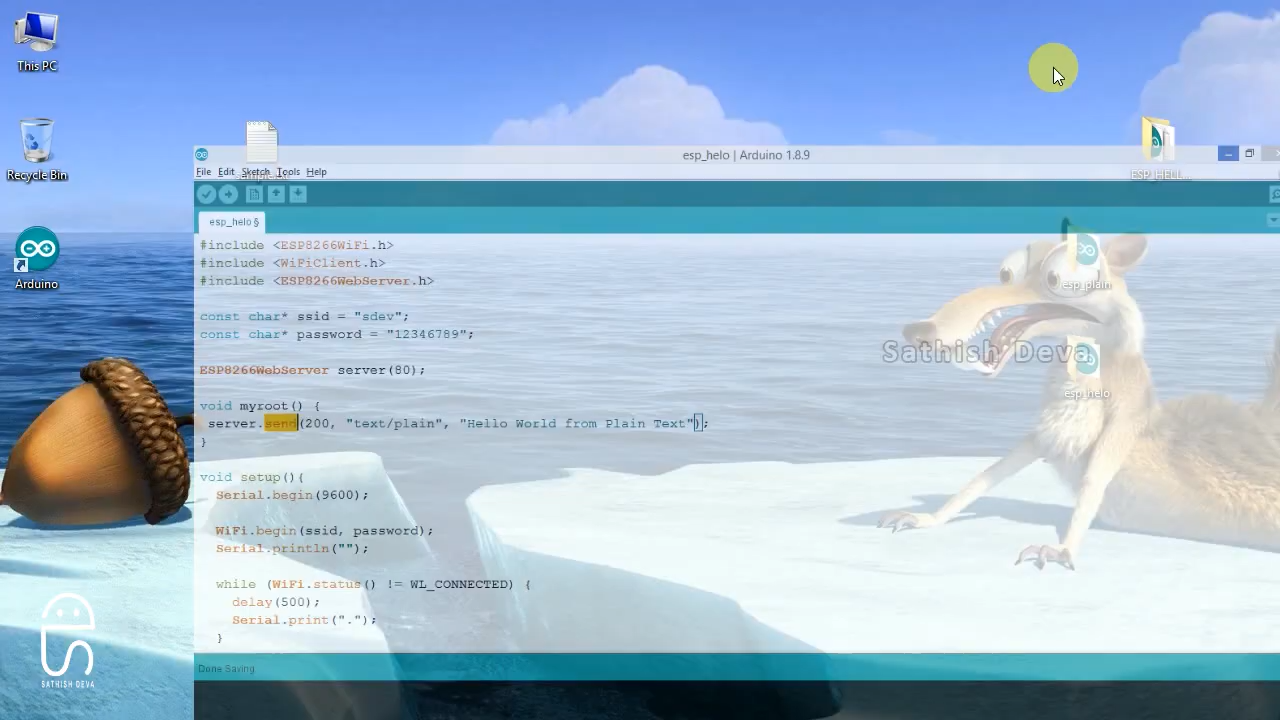 This PC
Recycle Bin
Arduino
SATHISH DEVA
esp_helo | Arduino 1.8.9
File Edit Sketch Tools Help
esp_helo §
#include <ESP8266WiFi.h>
#include <WiFiClient.h>
#include <ESP8266WebServer.h>
const char* ssid = "sdev";
const char* password = "12346789";
ESP8266WebServer server(80);
void myroot() {
server.send(200, "text/plain", "Hello World from Plain Text");
}
void setup(){
Serial.begin(9600);
WiFi.begin(ssid, password);
Serial.println("");
while (WiFi.status() != WL_CONNECTED) {
delay(500);
Serial.print(".");
}
Done Saving
ESP_HELL...
esp_plain
Sathish Deva
esp_helo